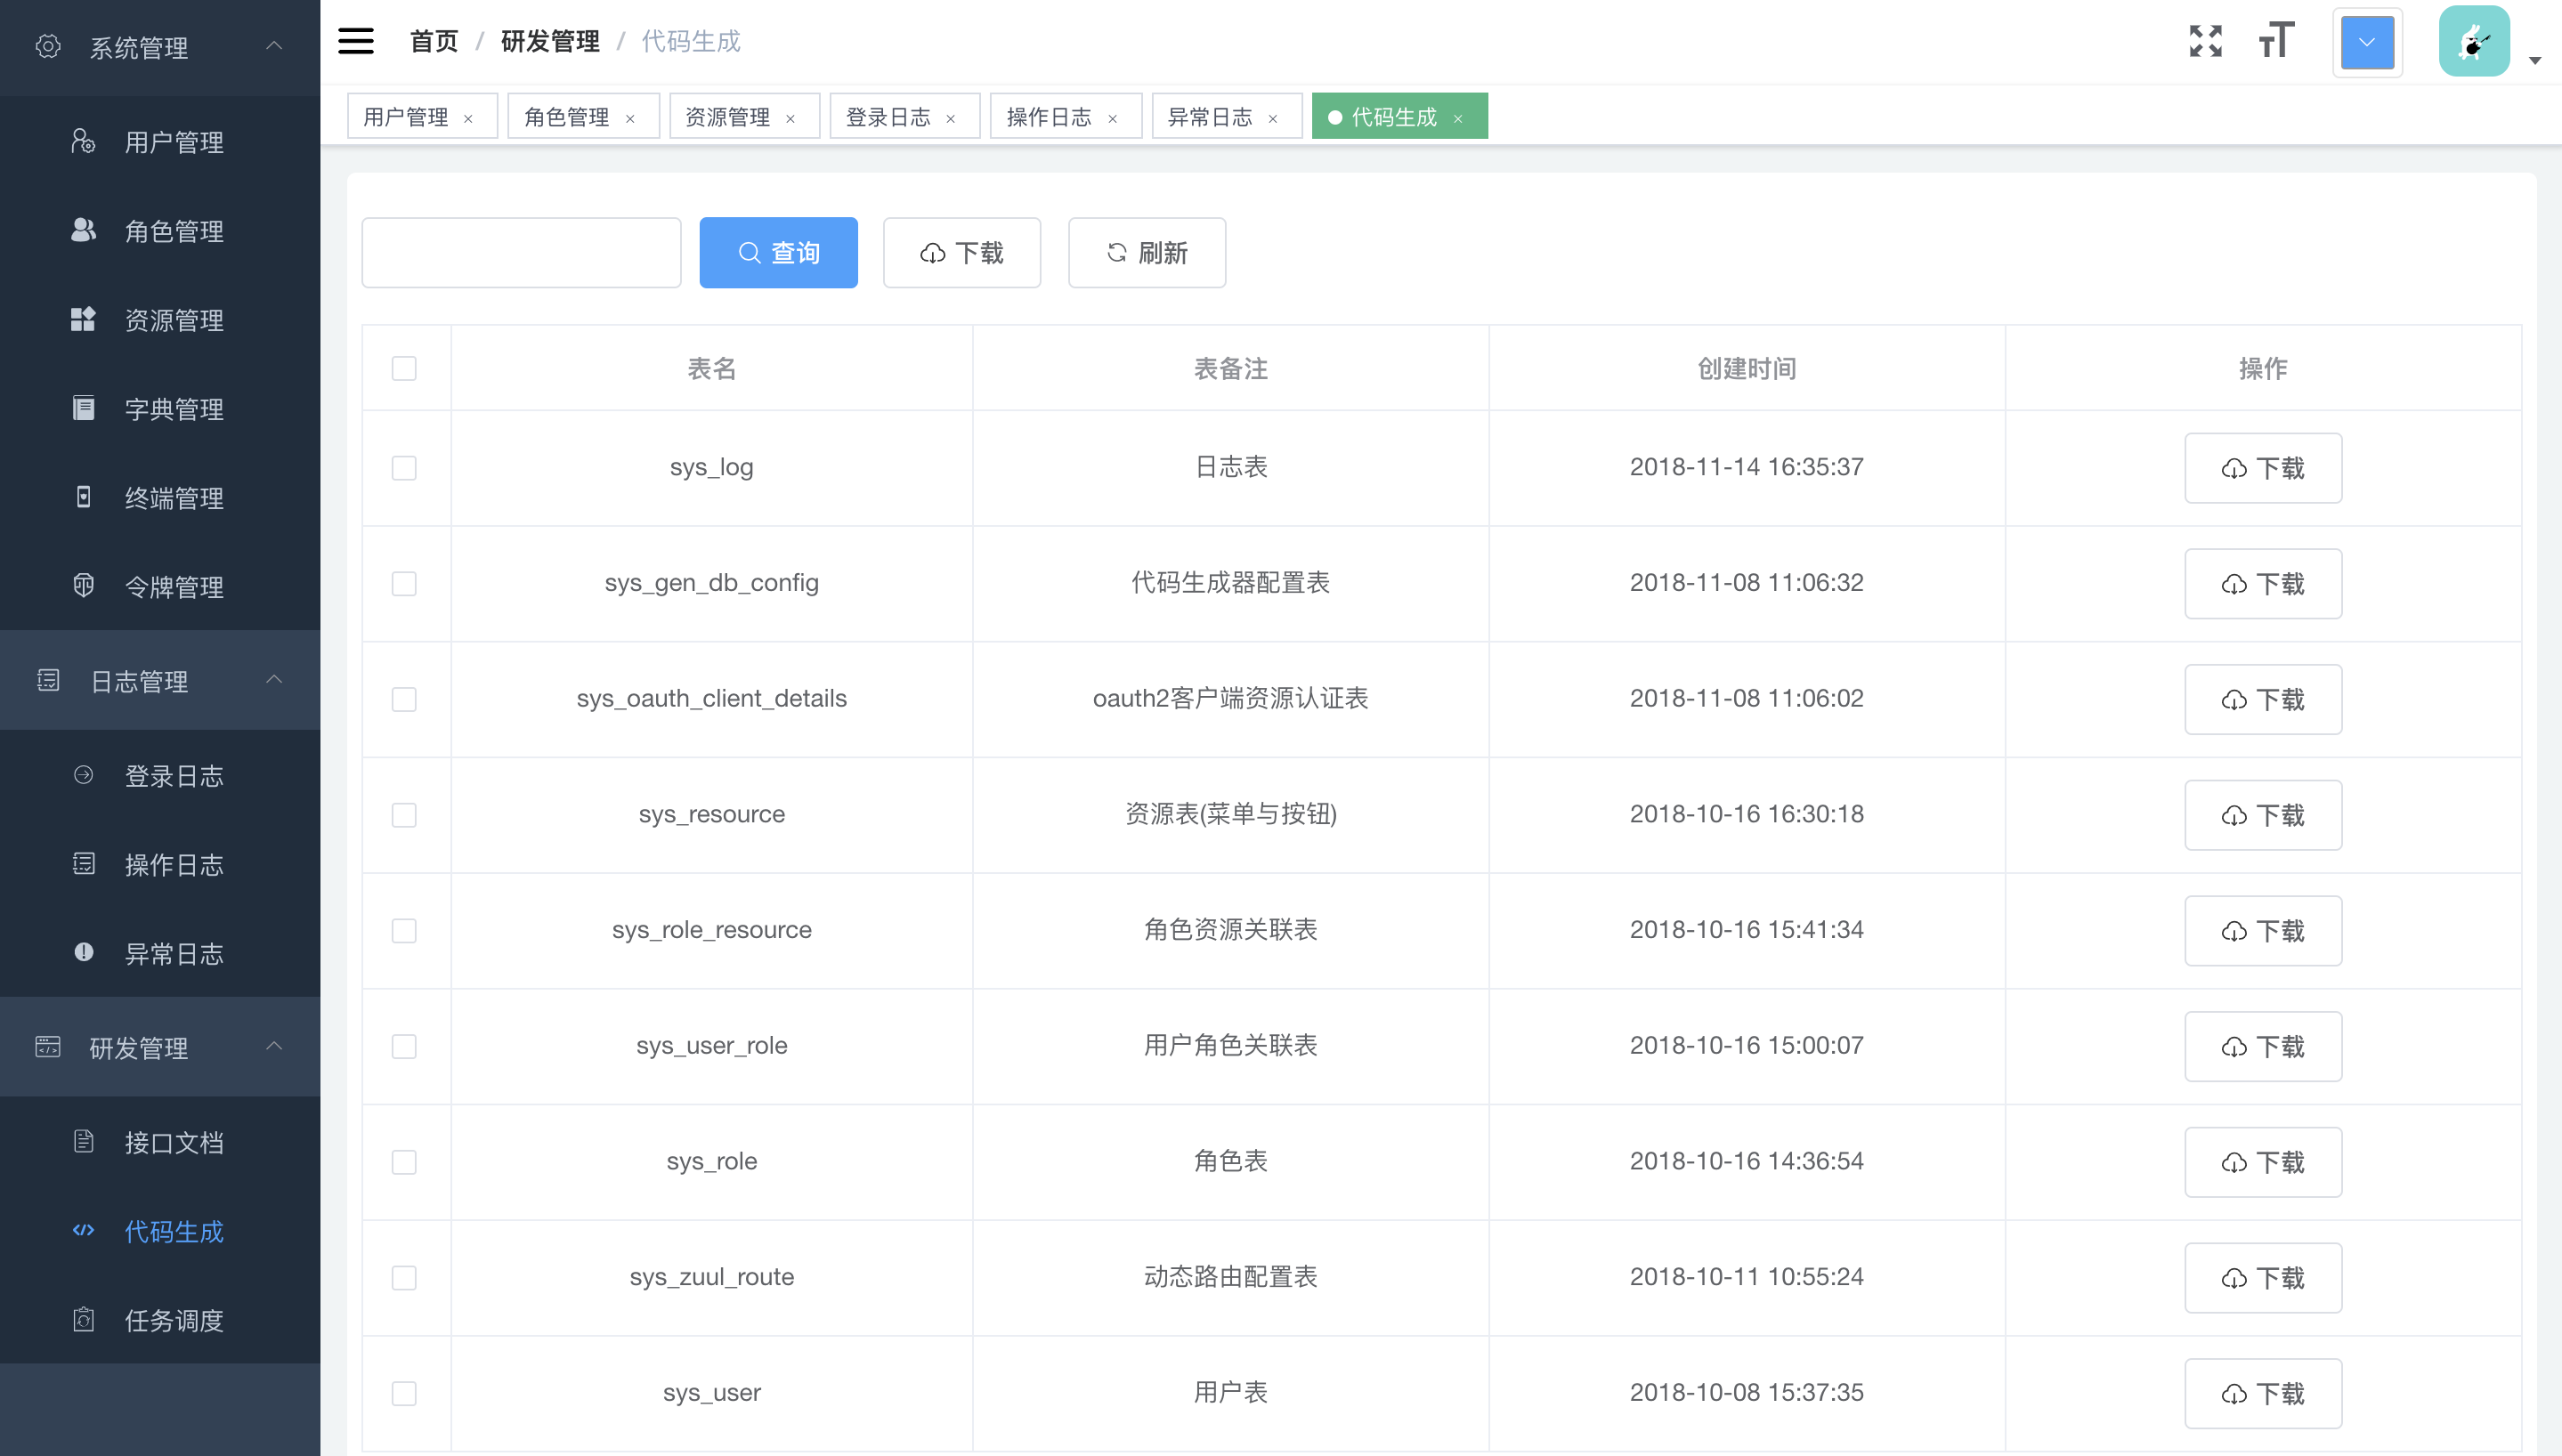 系统管理
用户管理
角色管理
资源管理
字典管理
终端管理
令牌管理
日志管理
登录日志
操作日志
异常日志
研发管理
接口文档
代码生成
任务调度
首页 / 研发管理 / 代码生成
用户管理 × 角色管理 × 资源管理 × 登录日志 × 操作日志 × 异常日志 × 代码生成 ×
查询 下载 刷新
表名 表备注 创建时间 操作
sys_log 日志表 2018-11-14 16:35:37 下载
sys_gen_db_config 代码生成器配置表 2018-11-08 11:06:32 下载
sys_oauth_client_details oauth2客户端资源认证表 2018-11-08 11:06:02 下载
sys_resource 资源表(菜单与按钮) 2018-10-16 16:30:18 下载
sys_role_resource 角色资源关联表 2018-10-16 15:41:34 下载
sys_user_role 用户角色关联表 2018-10-16 15:00:07 下载
sys_role 角色表 2018-10-16 14:36:54 下载
sys_zuul_route 动态路由配置表 2018-10-11 10:55:24 下载
sys_user 用户表 2018-10-08 15:37:35 下载